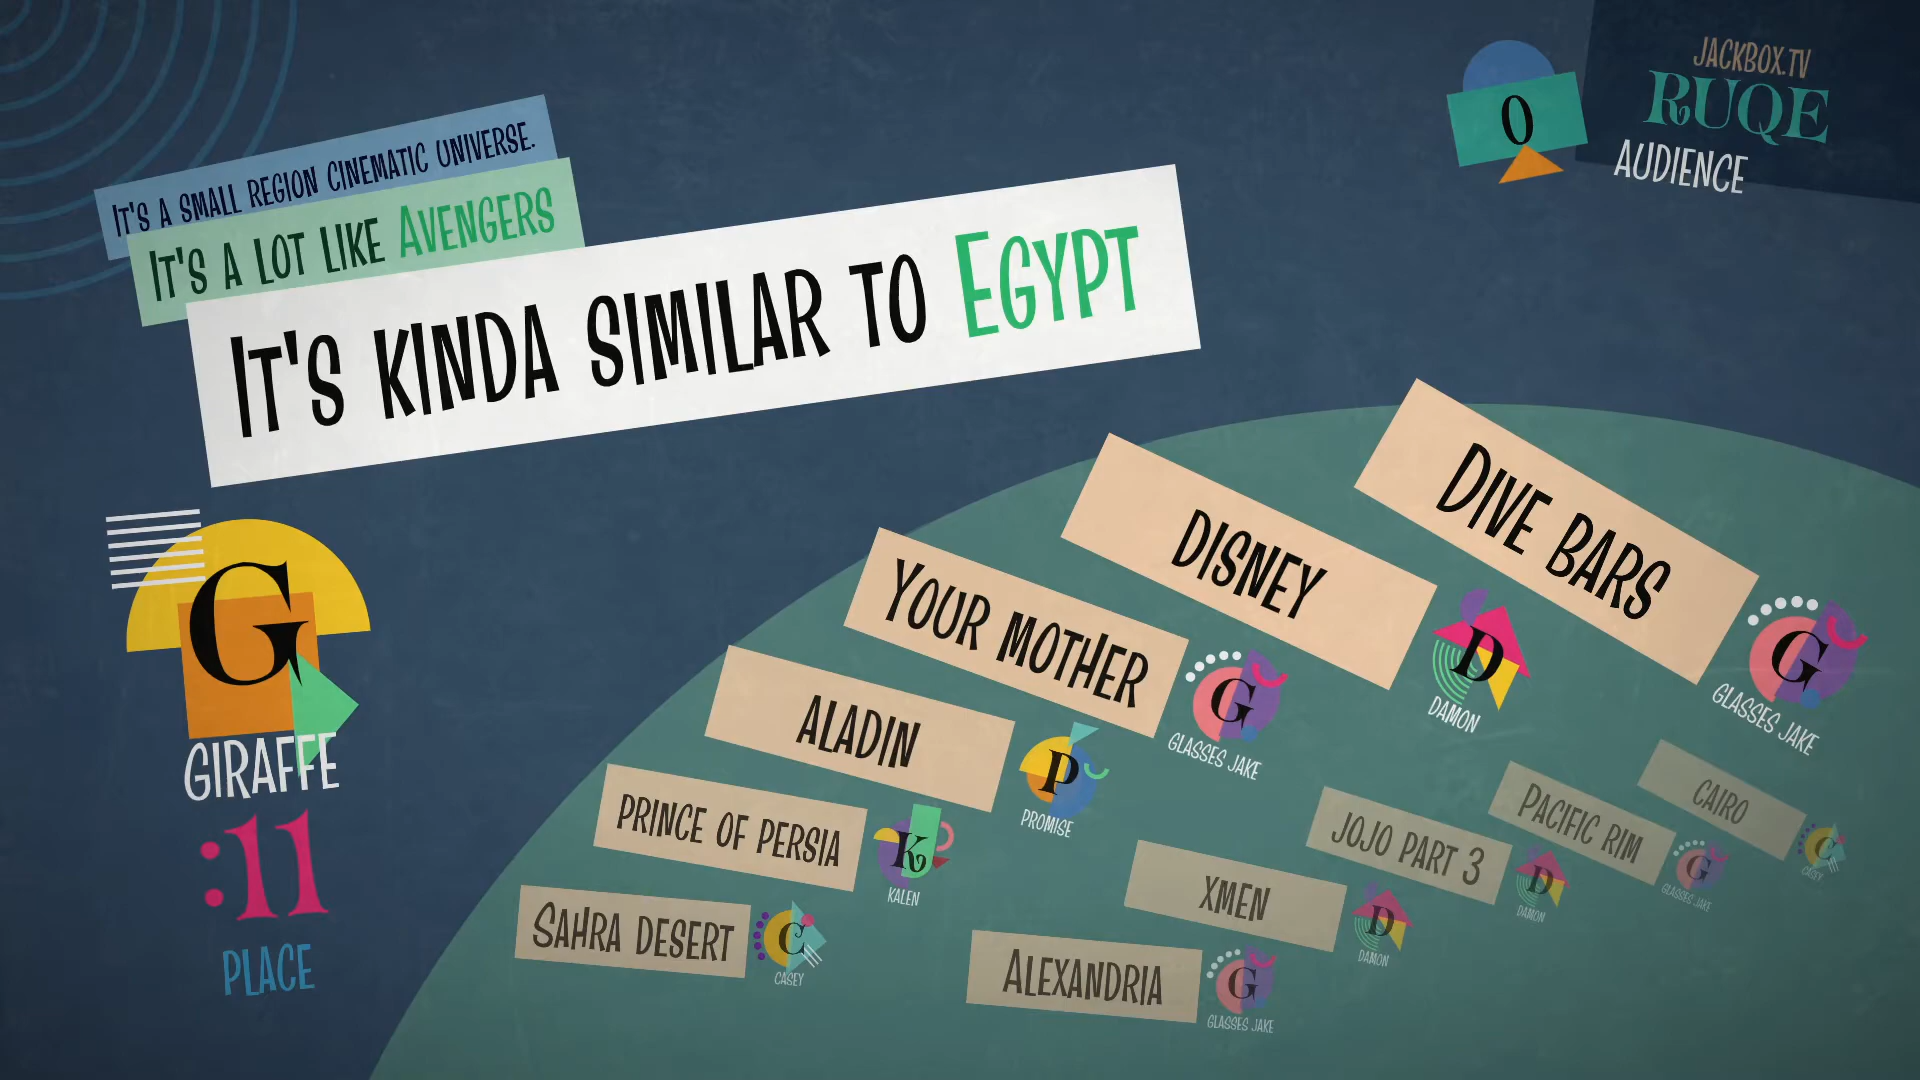 JACKBOX.TV
RUQE
0
AUDIENCE
It's a small region cinematic universe.
It's a lot like Avengers
It's kinda similar to Egypt
G
GIRAFFE
:11
PLACE
Dive bars
G
GLASSES JAKE
DISNEY
D
DAMON
Your mother
G
GLASSES JAKE
ALADIN
P
PROMISE
PRINCE OF PERSIA
K
KALEN
Sahra desert
C
CASEY
CAIRO
C
CASEY
Pacific Rim
G
GLASSES JAKE
JOJO PART 3
D
DAMON
XMEN
D
DAMON
Alexandria
G
GLASSES JAKE